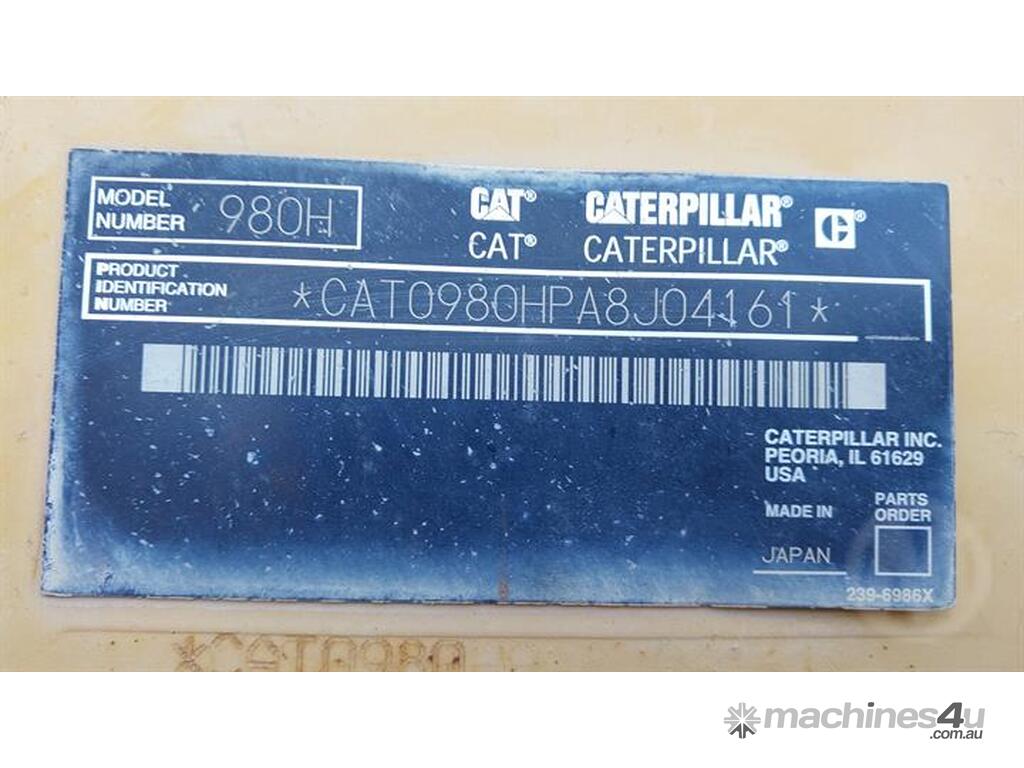 MODEL
NUMBER 980H
CAT® CATERPILLAR® ®
CAT® CATERPILLAR®
PRODUCT
IDENTIFICATION
NUMBER *CAT0980HPA8J04161*
CATERPILLAR INC.
PEORIA, IL 61629
USA
MADE IN
JAPAN
PARTS
ORDER
239-6986X
*CAT0980
machines4u
.com.au